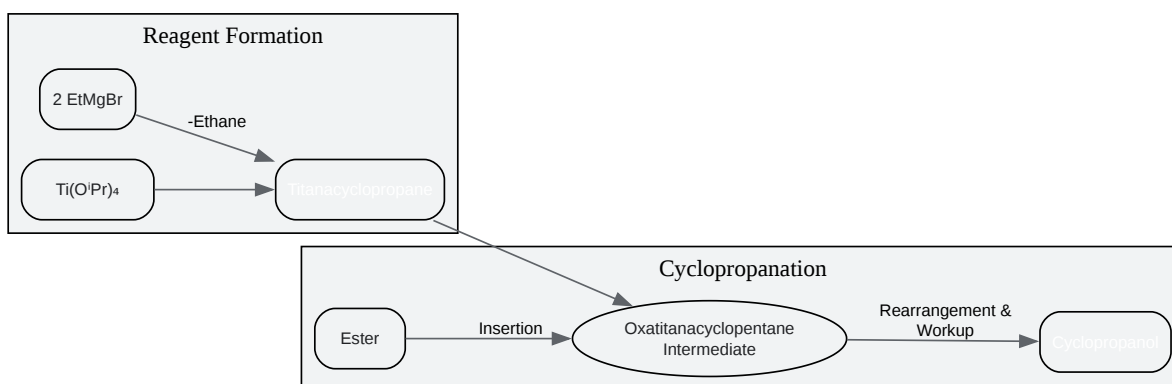 Reagent Formation
2 EtMgBr
-Ethane
Ti(OⁱPr)₄
Titanacyclopropane
Cyclopropanation
Ester
Insertion
Oxatitanacyclopentane
Intermediate
Rearrangement &
Workup
Cyclopropanol